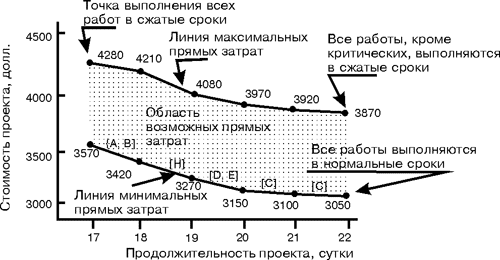 Точка выполнения всех
работ в сжатые сроки
Линия максимальных
прямых затрат
Все работы, кроме
критических, выполняются
в сжатые сроки
4500
4280
4210
4080
3970
3920
3870
4000
Область
возможных прямых
затрат
Все работы выполняются
в нормальные сроки
3500
3570
[A, B]
3420
[H]
3270
[D, E]
3150
[C]
3100
[C]
3050
Линия минимальных
прямых затрат
3000
17 18 19 20 21 22
Продолжительность проекта, сутки
Стоимость проекта, долл.